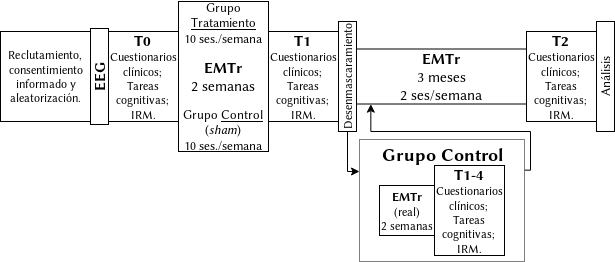 Reclutamiento,
consentimiento
informado y
aleatorización.
EEG
T0
Cuestionarios
clínicos;
Tareas
cognitivas;
IRM.
Grupo
Tratamiento
10 ses./semana
EMTr
2 semanas
Grupo Control
(sham)
10 ses./semana
T1
Cuestionarios
clínicos;
Tareas
cognitivas;
IRM.
Desenmascaramiento
EMTr
3 meses
2 ses/semana
T2
Cuestionarios
clínicos;
Tareas
cognitivas;
IRM.
Análisis
Grupo Control
EMTr
(real)
2 semanas
T1-4
Cuestionarios
clínicos;
Tareas
cognitivas;
IRM.